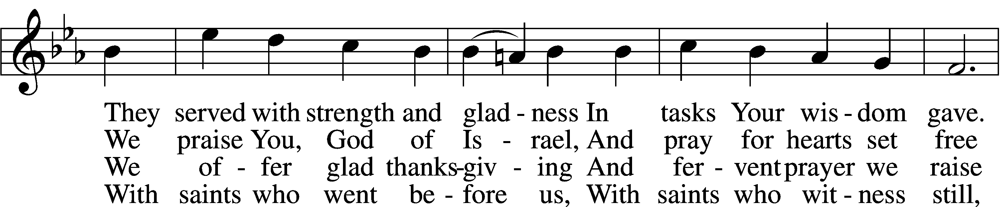 They served with strength and glad - ness In tasks Your wis - dom gave.
We praise You, God of Is - rael, And pray for hearts set free
We of - fer glad thanks-giv - ing And fer - vent prayer we raise
With saints who went be - fore us, With saints who wit - ness still,